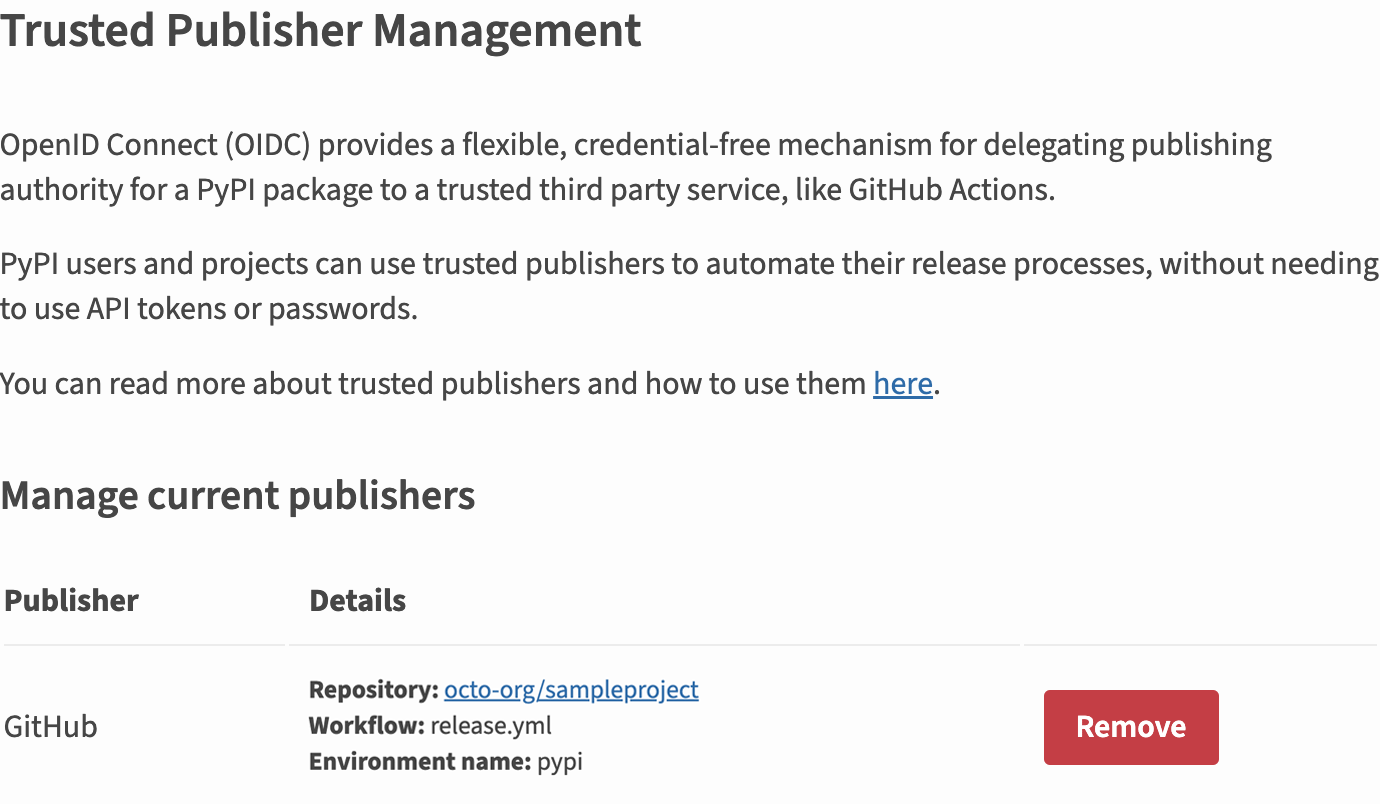 Trusted Publisher Management
OpenID Connect (OIDC) provides a flexible, credential-free mechanism for delegating publishing
authority for a PyPI package to a trusted third party service, like GitHub Actions.
PyPI users and projects can use trusted publishers to automate their release processes, without needing
to use API tokens or passwords.
You can read more about trusted publishers and how to use them here.
Manage current publishers
Publisher Details
Repository: octo-org/sampleproject
GitHub Workflow: release.yml Remove
Environment name: pypi